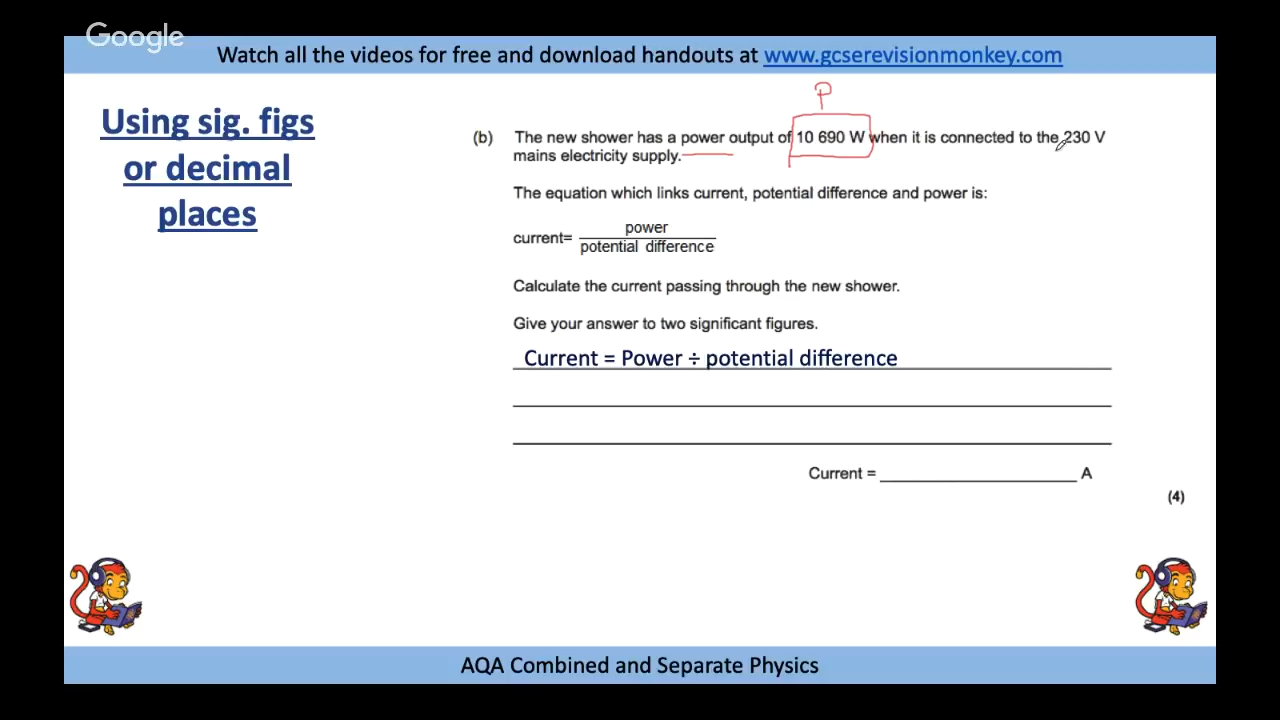 Google
Watch all the videos for free and download handouts at www.gcserevisionmonkey.com
Using sig. figs
or decimal
places
P
(b) The new shower has a power output of 10 690 W when it is connected to the 230 V
mains electricity supply.
The equation which links current, potential difference and power is:
current= power
potential difference
Calculate the current passing through the new shower.
Give your answer to two significant figures.
Current = Power ÷ potential difference
Current = A
(4)
AQA Combined and Separate Physics